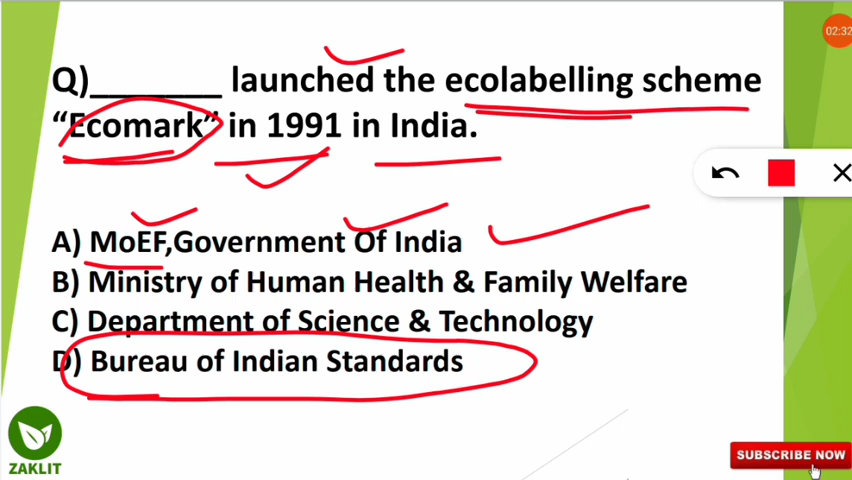 02:32
Q)_______ launched the ecolabelling scheme
“Ecomark” in 1991 in India.
A) MoEF,Government Of India
B) Ministry of Human Health & Family Welfare
C) Department of Science & Technology
D) Bureau of Indian Standards
ZAKLIT
SUBSCRIBE NOW